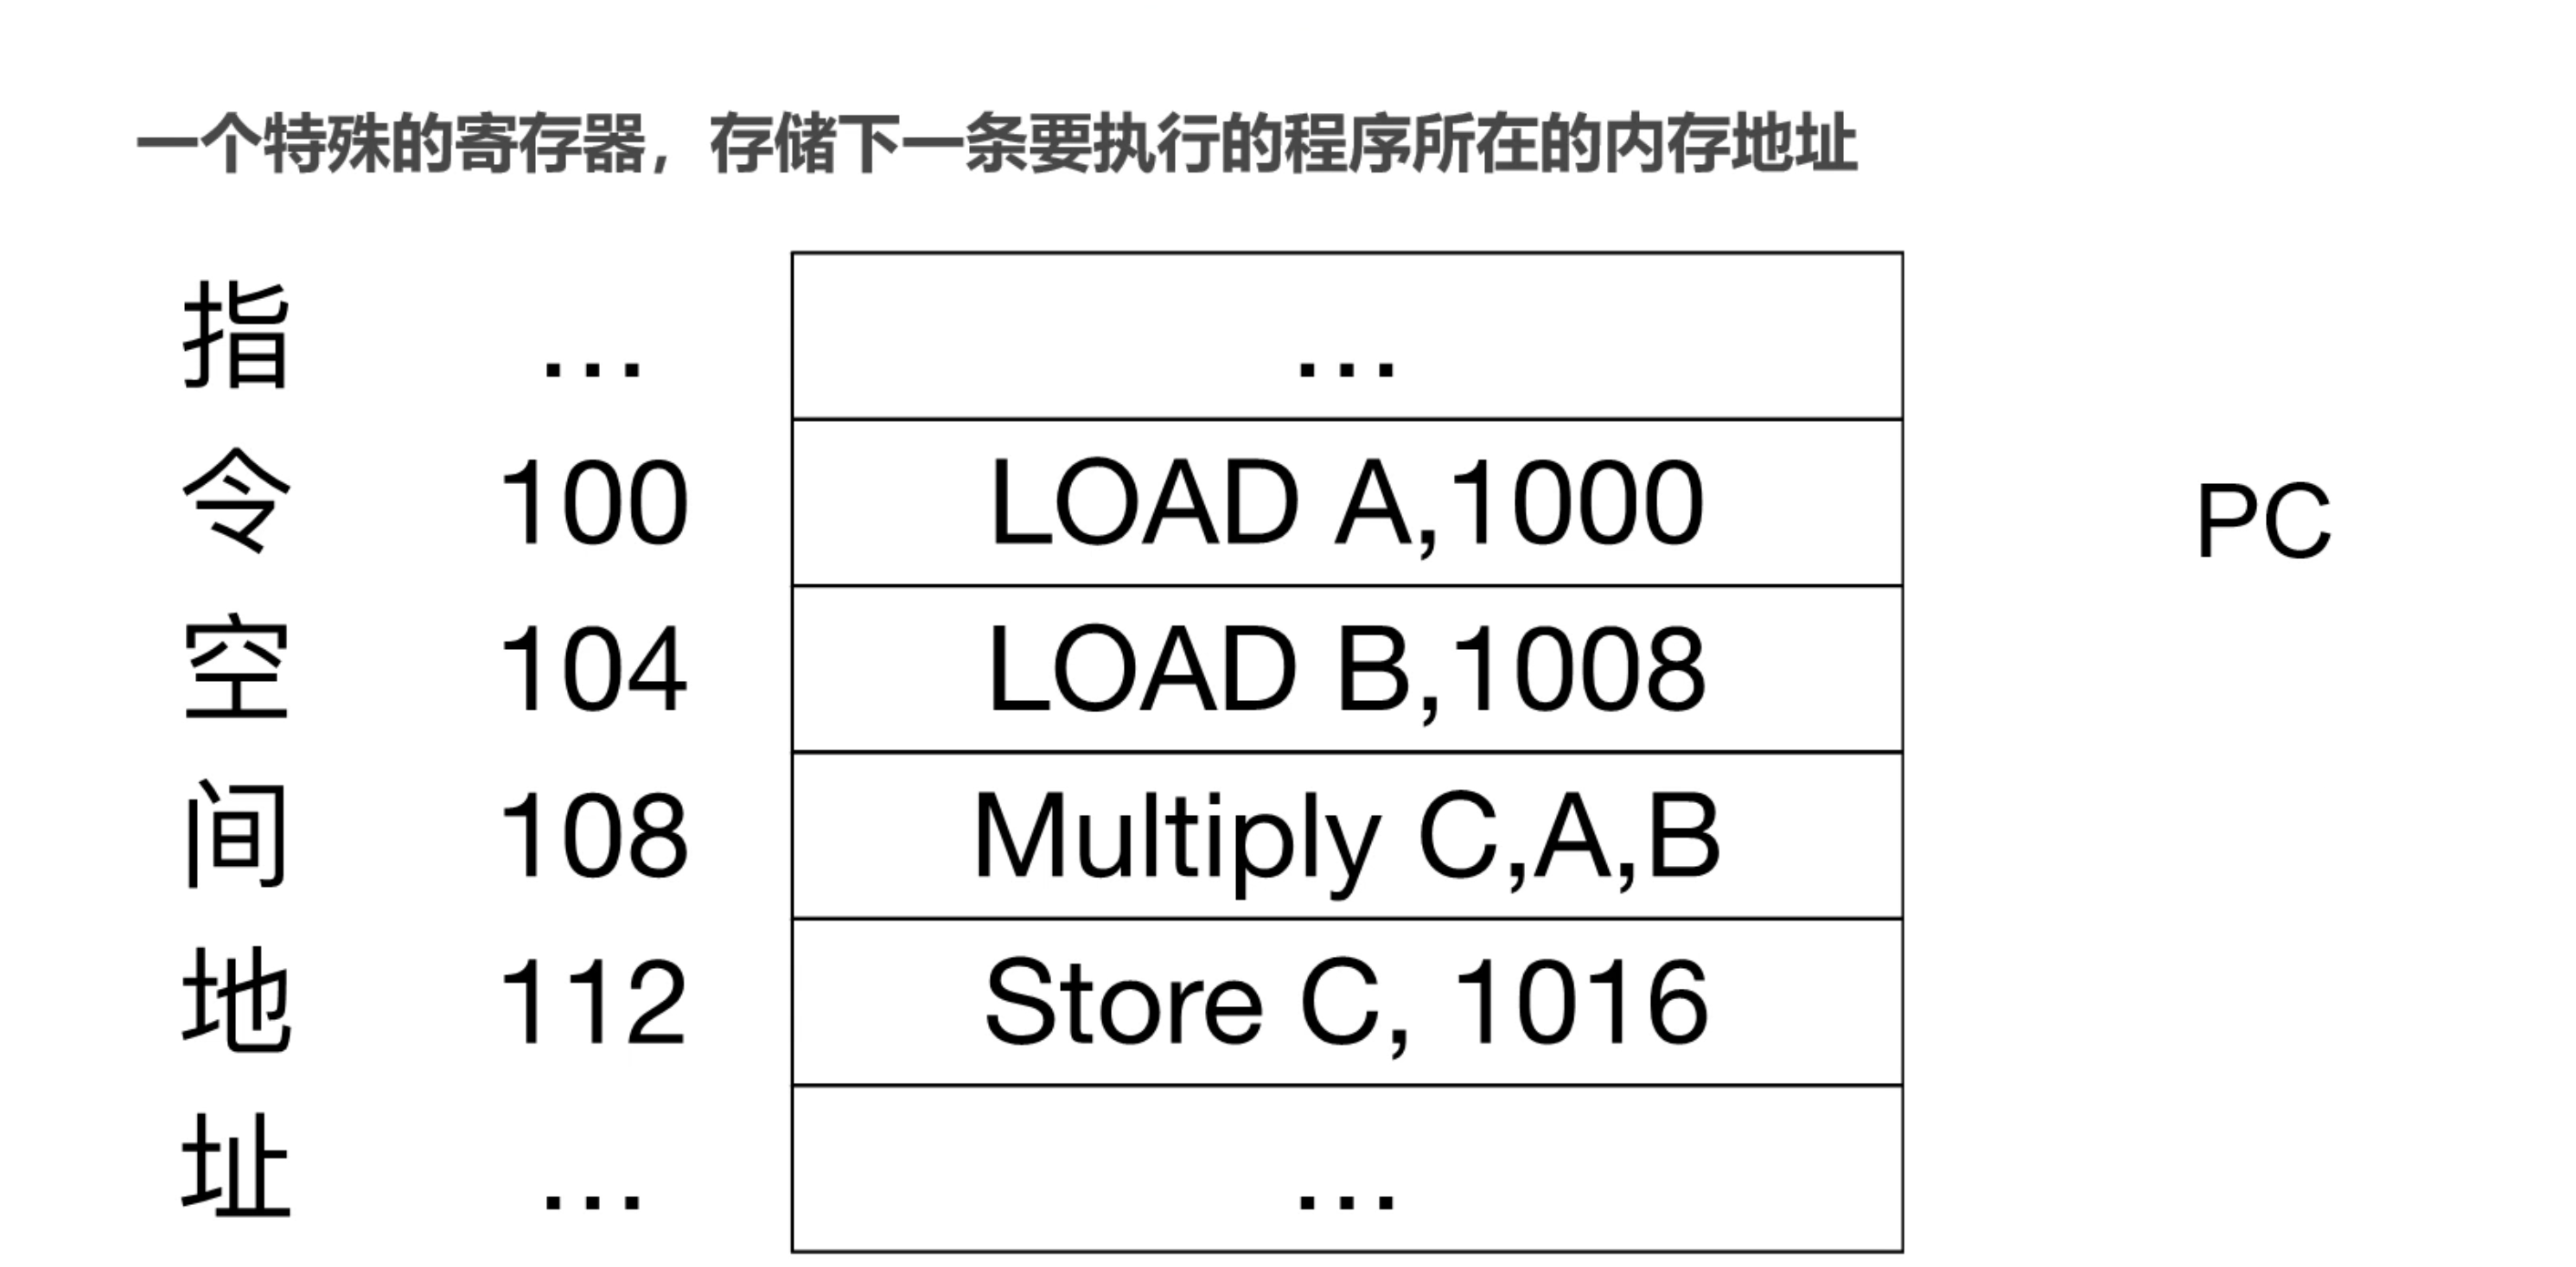 一个特殊的寄存器，存储下一条要执行的程序所在的内存地址
指 ... ...
令 100 LOAD A,1000 PC
空 104 LOAD B,1008
间 108 Multiply C,A,B
地 112 Store C, 1016
址 ... ...